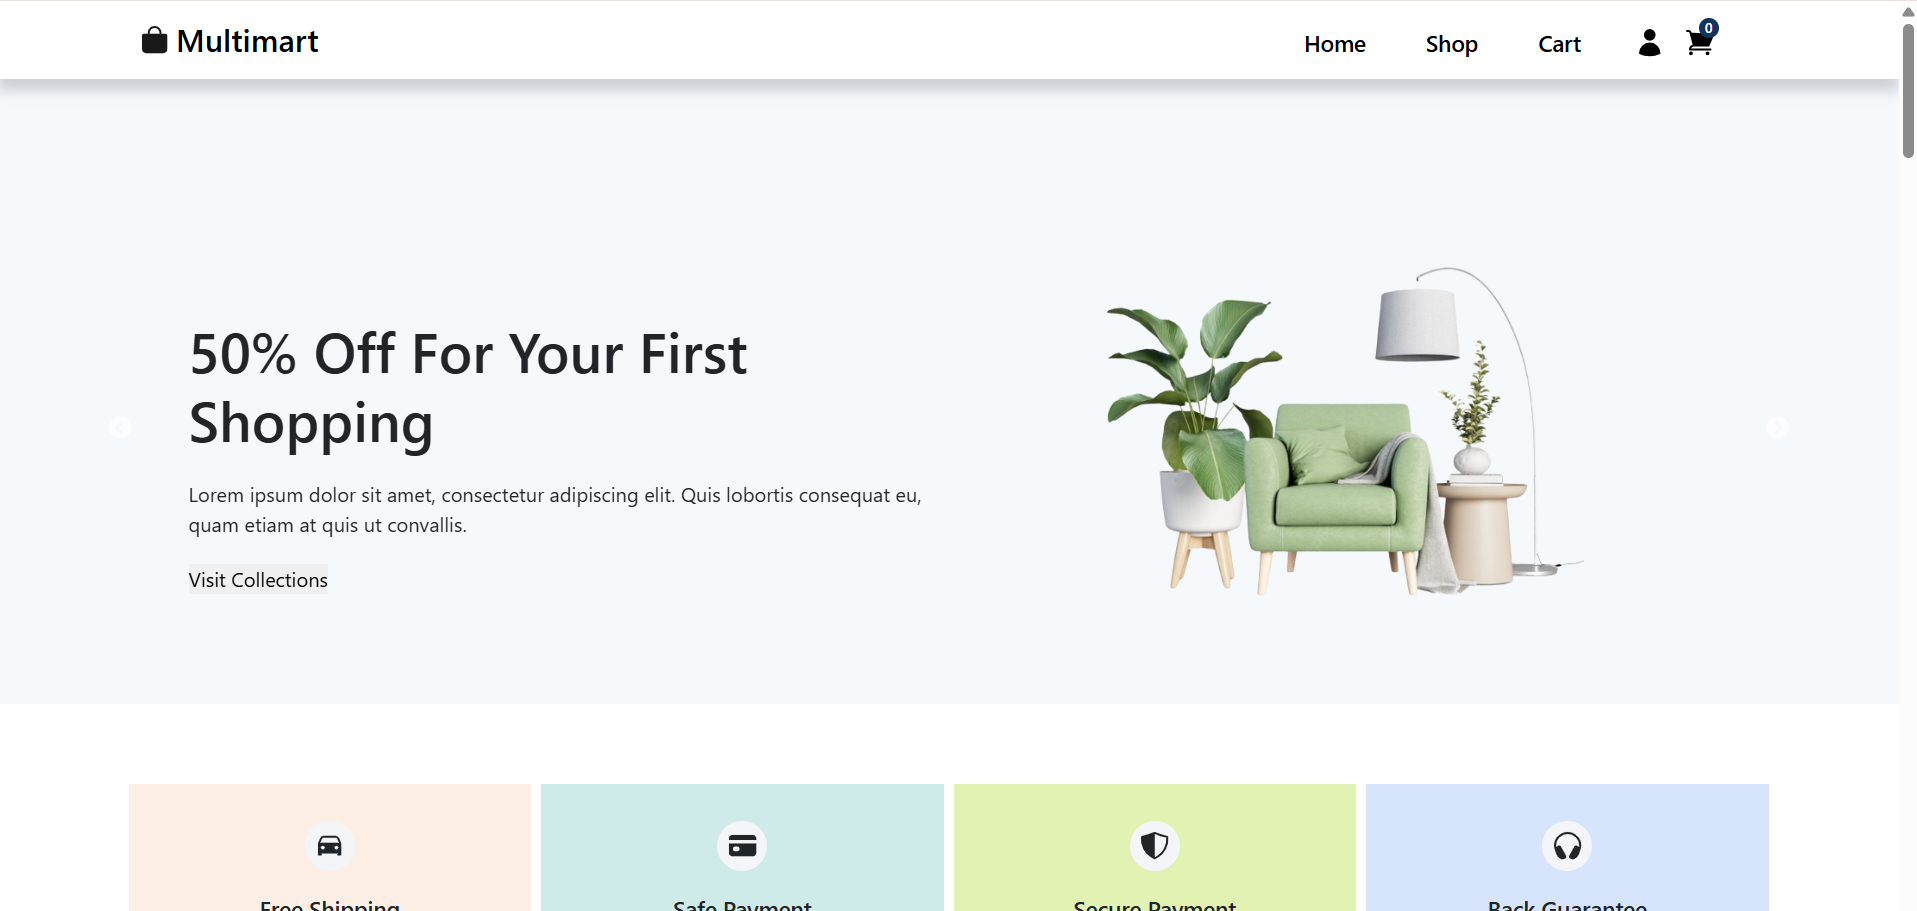 Multimart
Home
Shop
Cart
0
50% Off For Your First
Shopping
Lorem ipsum dolor sit amet, consectetur adipiscing elit. Quis lobortis consequat eu,
quam etiam at quis ut convallis.
Visit Collections
Free Shipping
Safe Payment
Secure Payment
Back Guarantee